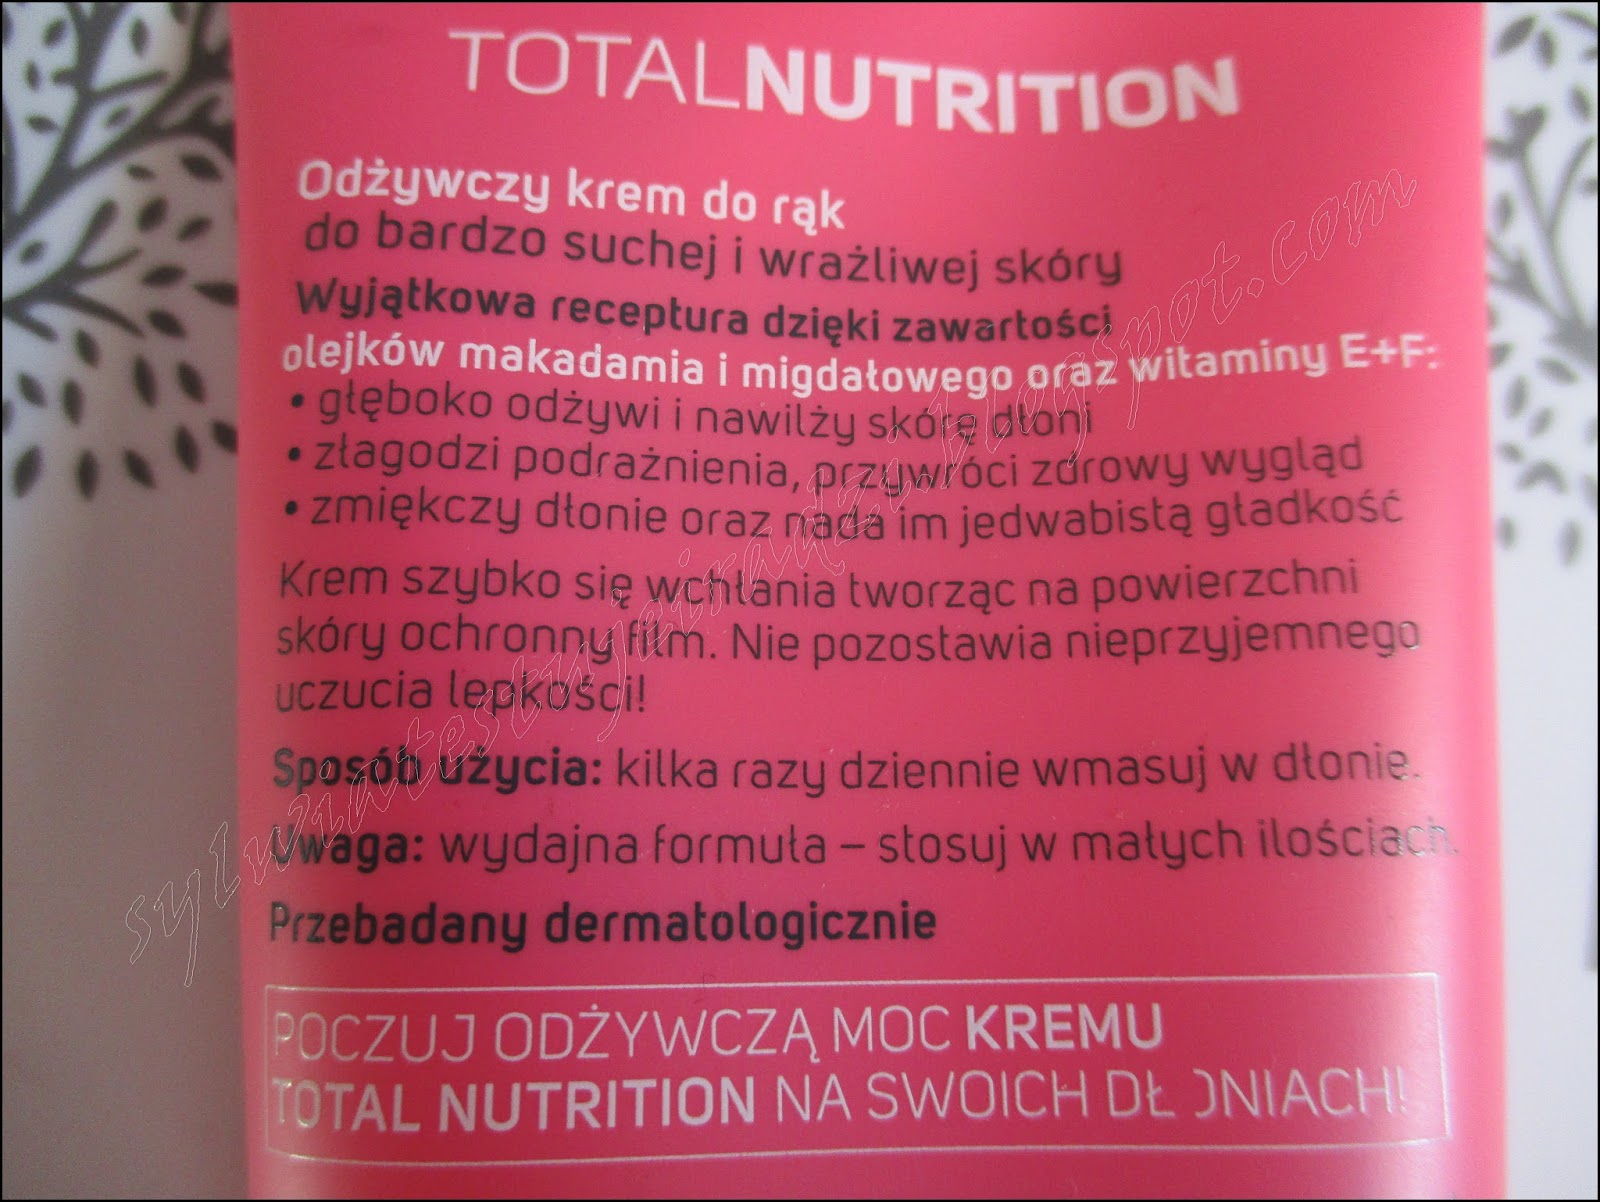 TOTALNUTRITION
Odżywczy krem do rąk
do bardzo suchej i wrażliwej skóry
Wyjątkowa receptura dzięki zawartości
olejków makadamia i migdałowego oraz witaminy E+F:
• głęboko odżywi i nawilży skórę dłoni
• złagodzi podrażnienia, przywróci zdrowy wygląd
• zmiękczy dłonie oraz nada im jedwabistą gładkość
Krem szybko się wchłania tworząc na powierzchni
skóry ochronny film. Nie pozostawia nieprzyjemnego
uczucia lepkości!
Sposób użycia: kilka razy dziennie wmasuj w dłonie.
Uwaga: wydajna formuła – stosuj w małych ilościach.
Przebadany dermatologicznie
POCZUJ ODŻYWCZĄ MOC KREMU
TOTAL NUTRITION NA SWOICH DŁONIACH!
sylwiatestujeiradzi.blogspot.com